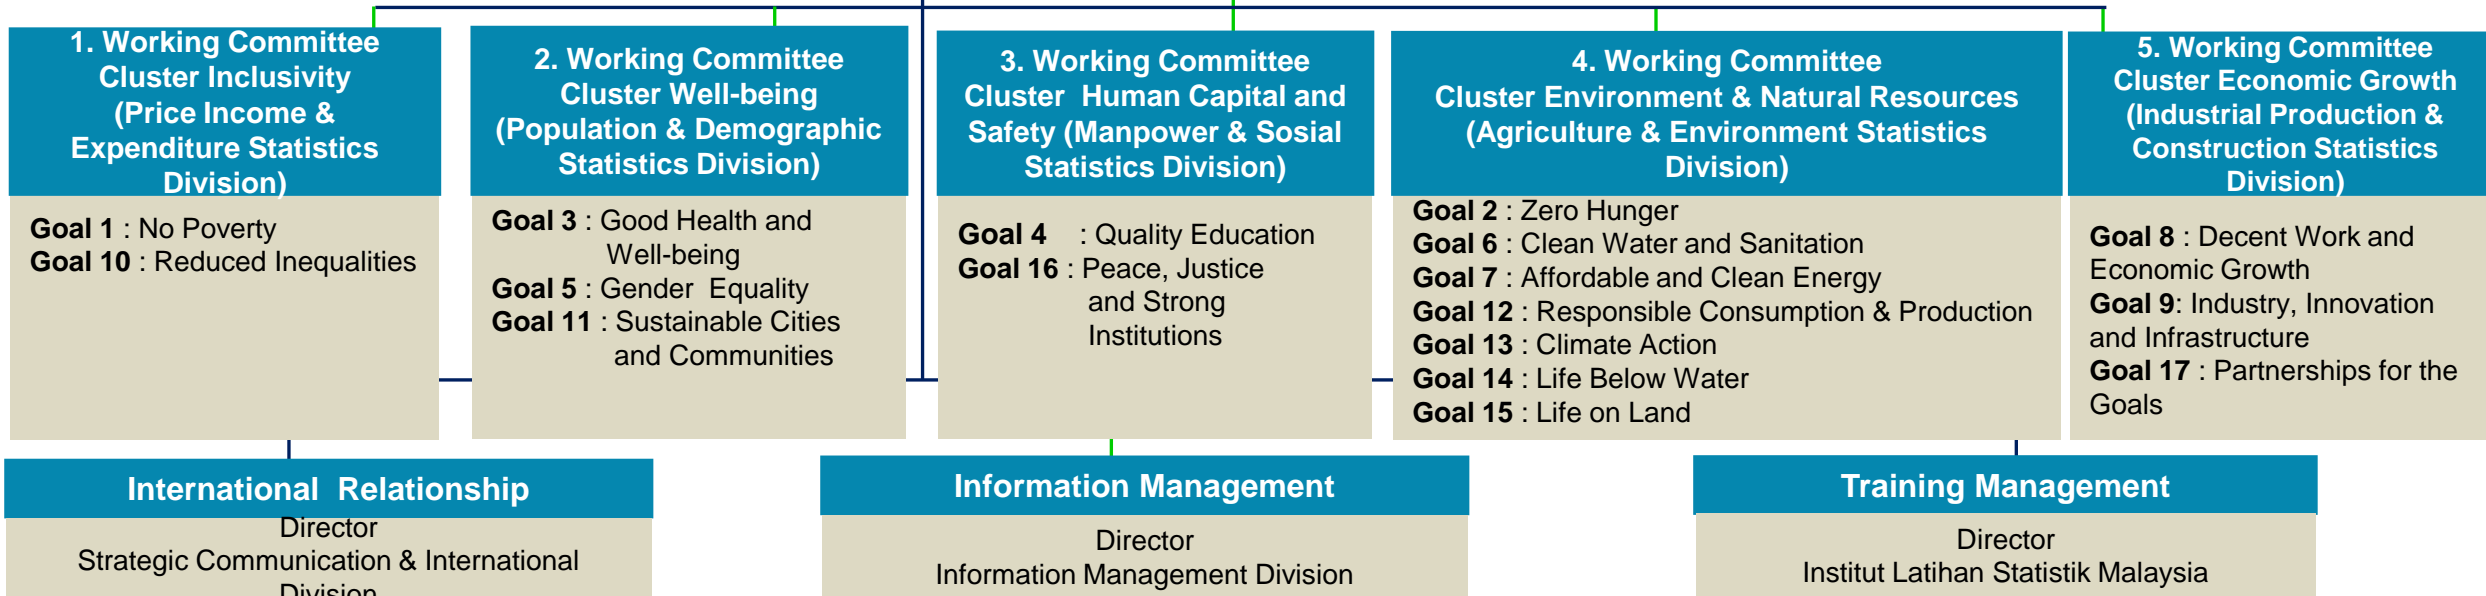 1. Working Committee
Cluster Inclusivity
(Price Income &
Expenditure Statistics
Division)
Goal 1 : No Poverty
Goal 10 : Reduced Inequalities
2. Working Committee
Cluster Well-being
(Population & Demographic
Statistics Division)
Goal 3 : Good Health and
Well-being
Goal 5 : Gender Equality
Goal 11 : Sustainable Cities
and Communities
3. Working Committee
Cluster Human Capital and
Safety (Manpower & Sosial
Statistics Division)
Goal 4 : Quality Education
Goal 16 : Peace, Justice
and Strong
Institutions
4. Working Committee
Cluster Environment & Natural Resources
(Agriculture & Environment Statistics
Division)
Goal 2 : Zero Hunger
Goal 6 : Clean Water and Sanitation
Goal 7 : Affordable and Clean Energy
Goal 12 : Responsible Consumption & Production
Goal 13 : Climate Action
Goal 14 : Life Below Water
Goal 15 : Life on Land
5. Working Committee
Cluster Economic Growth
(Industrial Production &
Construction Statistics
Division)
Goal 8 : Decent Work and
Economic Growth
Goal 9: Industry, Innovation
and Infrastructure
Goal 17 : Partnerships for the
Goals
International Relationship
Director
Strategic Communication & International
Division
Information Management
Director
Information Management Division
Training Management
Director
Institut Latihan Statistik Malaysia